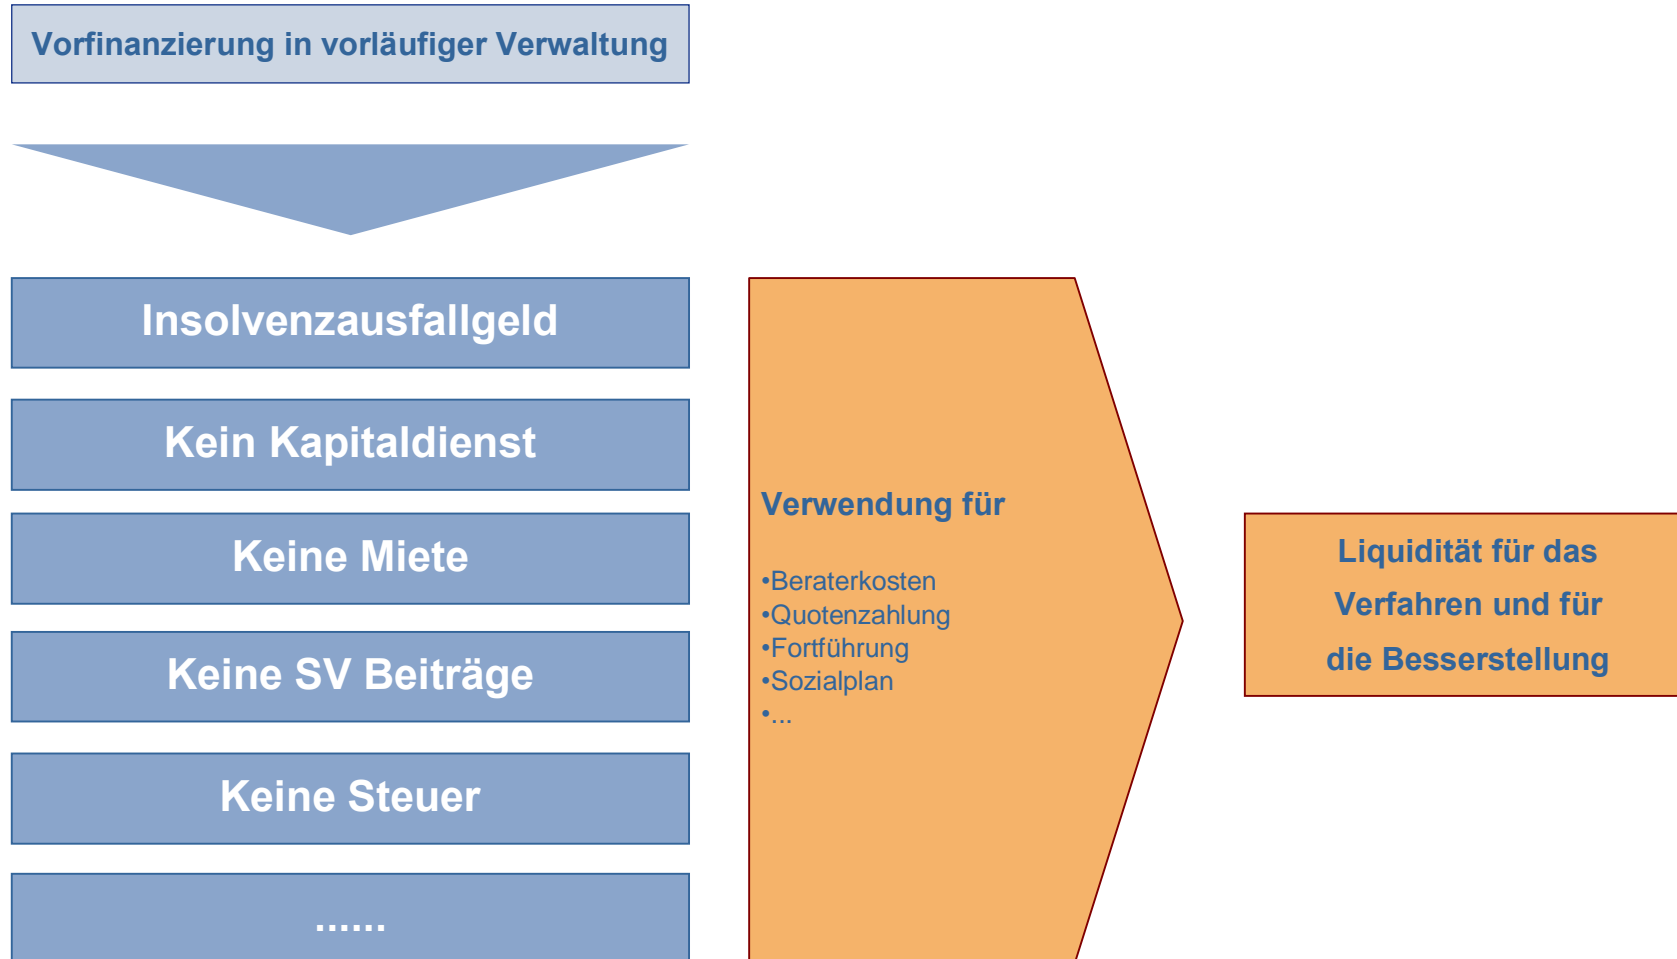 Vorfinanzierung in vorläufiger Verwaltung
Insolvenzausfallgeld
Kein Kapitaldienst
Keine Miete
Keine SV Beiträge
Keine Steuer
......
Verwendung für
•Beraterkosten
•Quotenzahlung
•Fortführung
•Sozialplan
•...
Liquidität für das
Verfahren und für
die Besserstellung